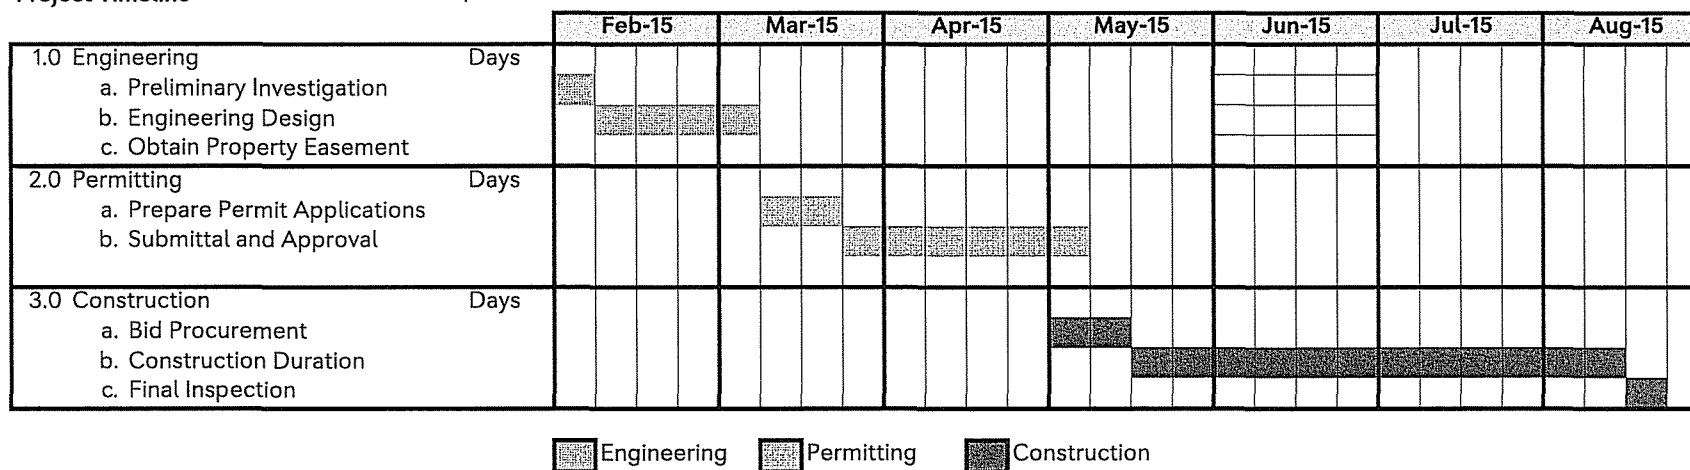 Project Timeline
Feb-15 Mar-15 Apr-15 May-15 Jun-15 Jul-15 Aug-15
1.0 Engineering Days
a. Preliminary Investigation
b. Engineering Design
c. Obtain Property Easement
2.0 Permitting Days
a. Prepare Permit Applications
b. Submittal and Approval
3.0 Construction Days
a. Bid Procurement
b. Construction Duration
c. Final Inspection
Engineering Permitting Construction